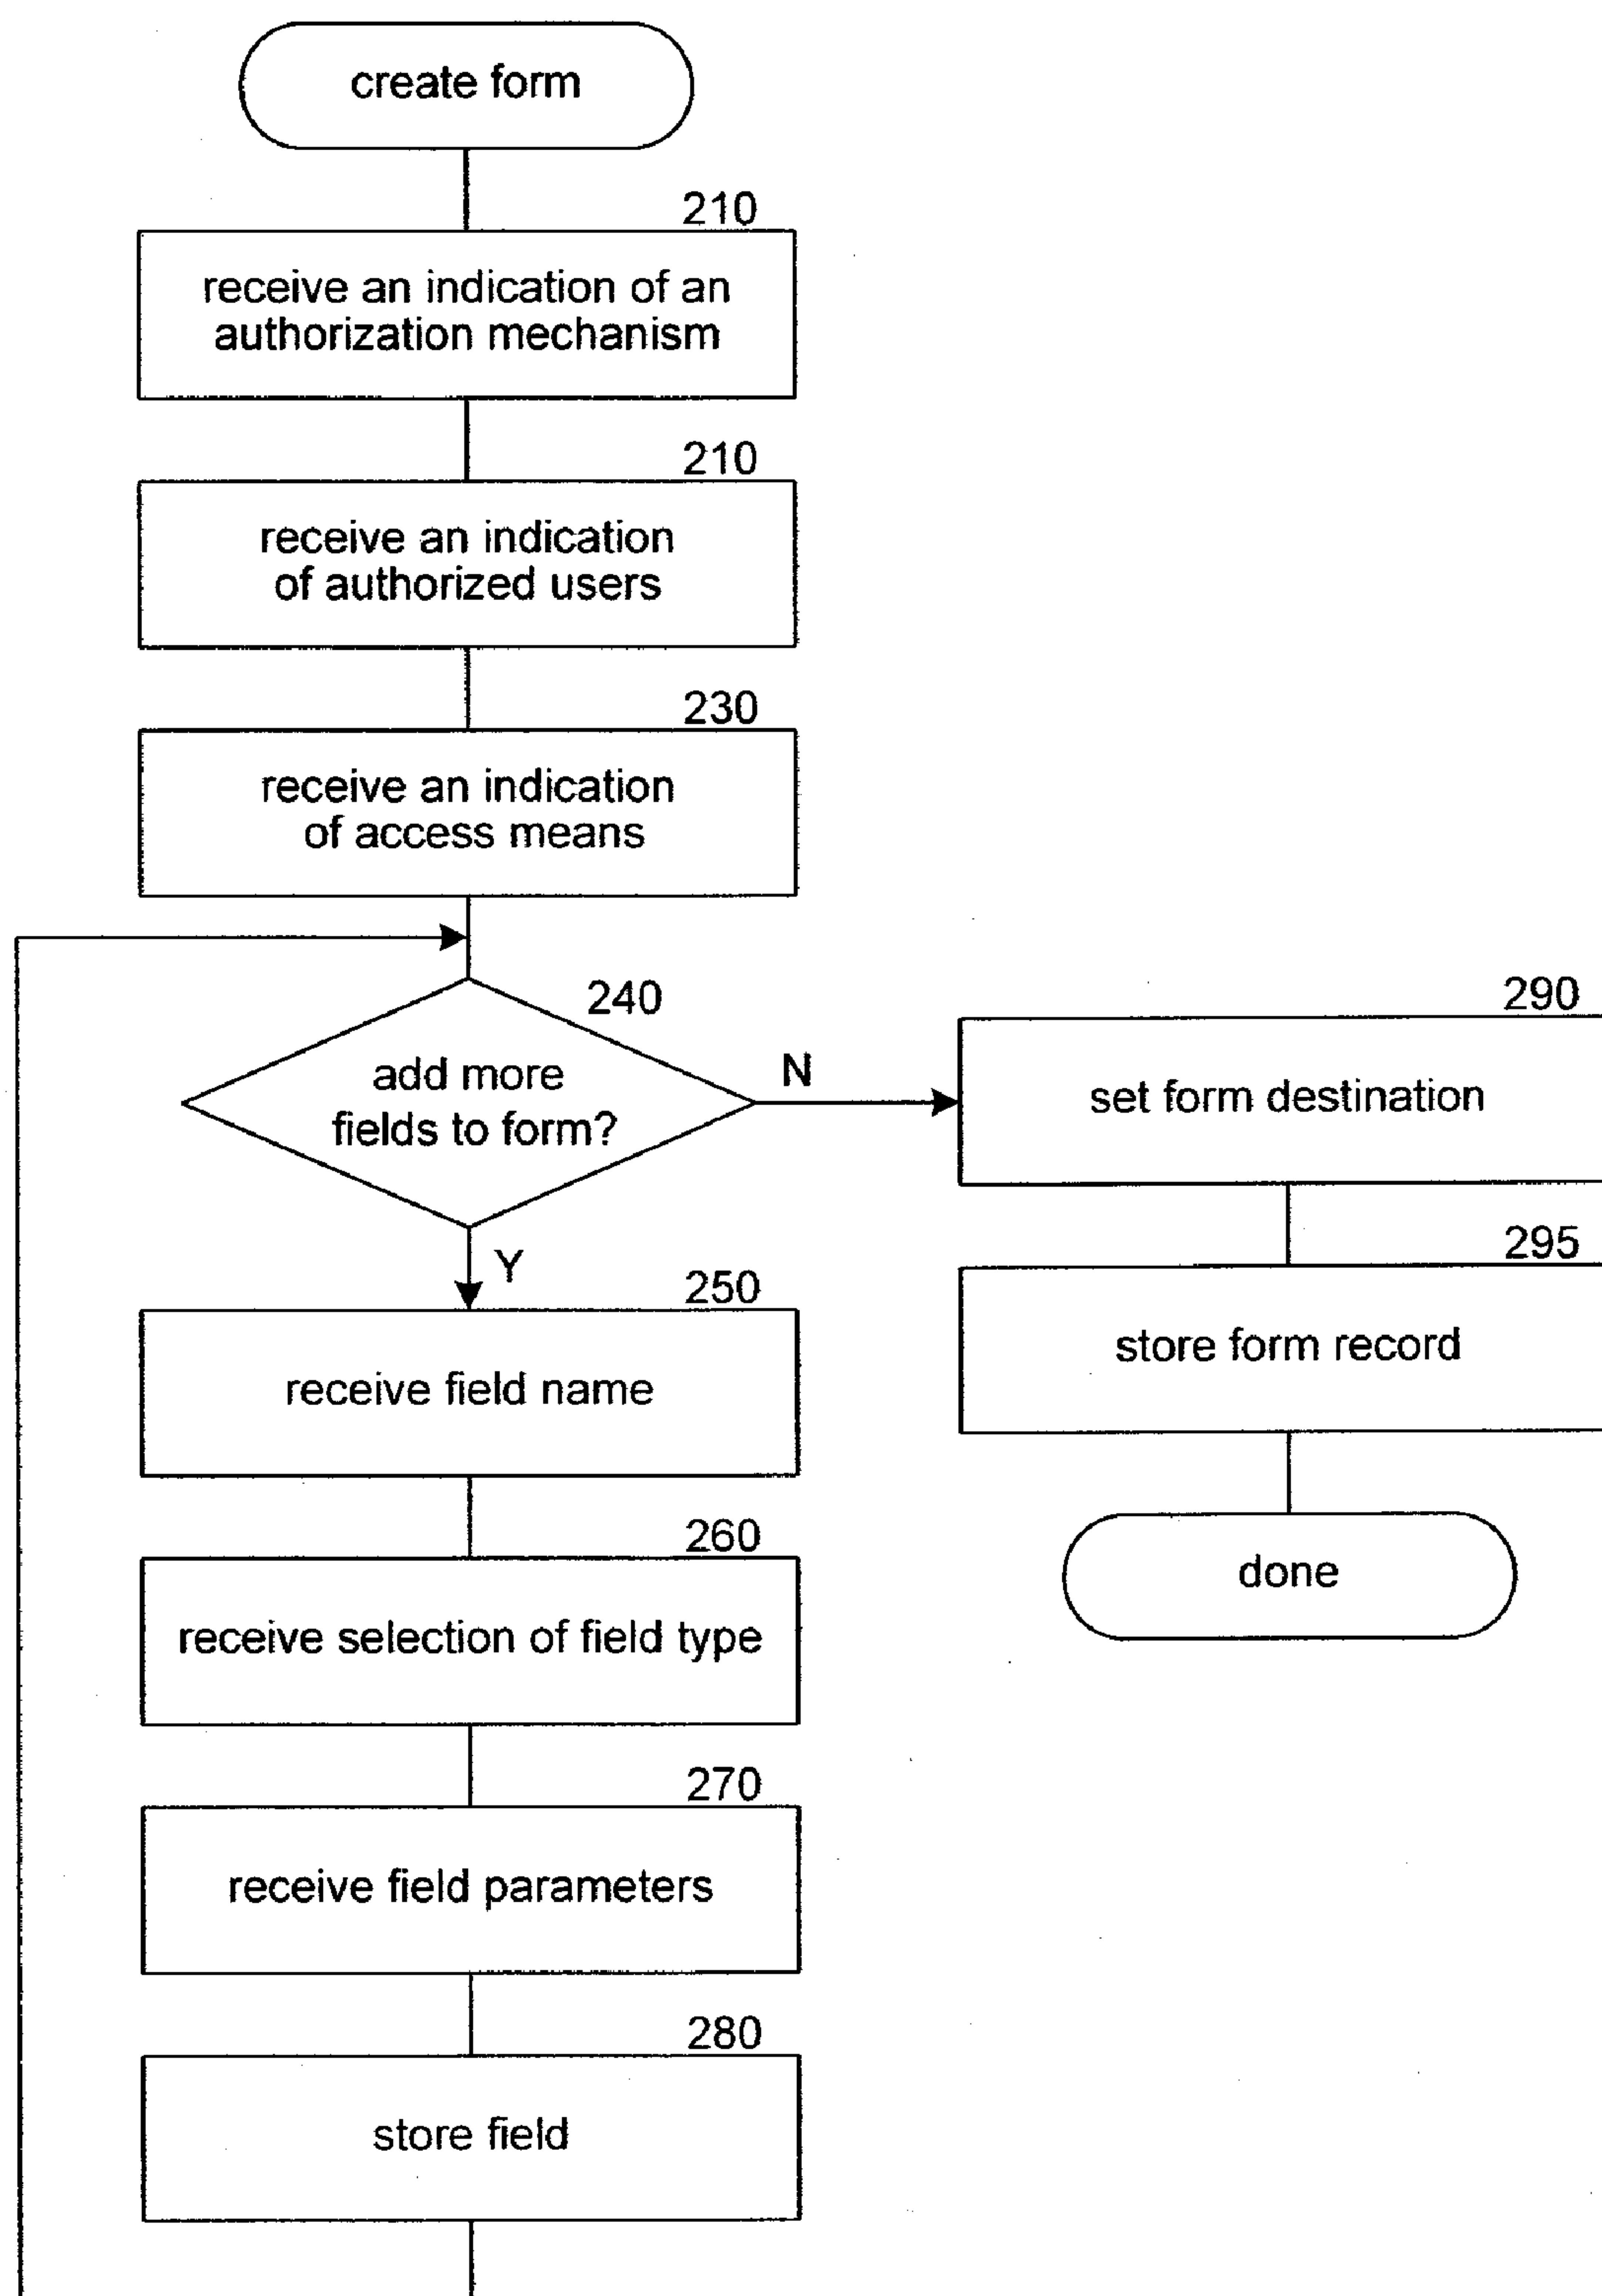 create form
210
receive an indication of an
authorization mechanism
210
receive an indication
of authorized users
230
receive an indication
of access means
240
add more
fields to form?
N
Y
290
set form destination
295
store form record
done
250
receive field name
260
receive selection of field type
270
receive field parameters
280
store field